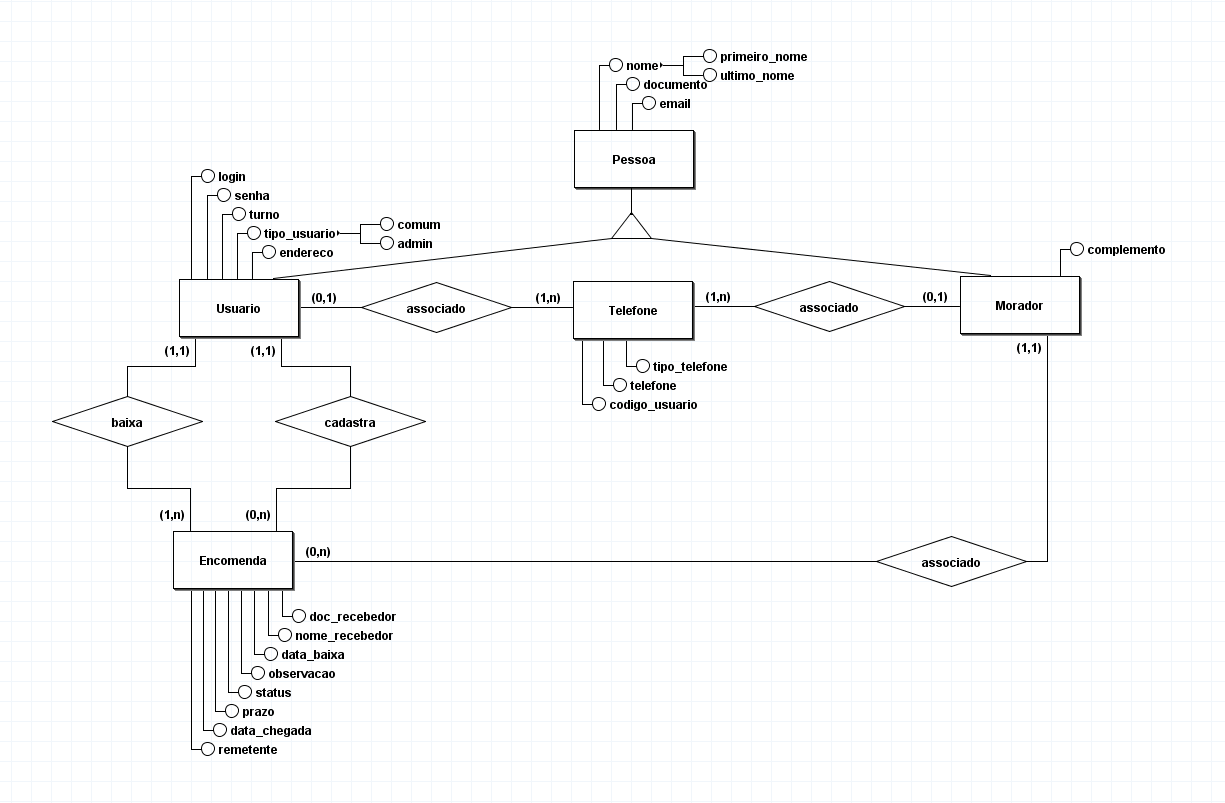 primeiro_nome
nome
ultimo_nome
documento
email
Pessoa
login
senha
turno
tipo_usuario
comum
admin
endereco
complemento
Usuario
(0,1)
associado
(1,n)
Telefone
(1,n)
associado
(0,1)
Morador
(1,1)
(1,1)
(1,1)
tipo_telefone
telefone
codigo_usuario
baixa
cadastra
(1,n)
(0,n)
Encomenda
(0,n)
associado
doc_recebedor
nome_recebedor
data_baixa
observacao
status
prazo
data_chegada
remetente